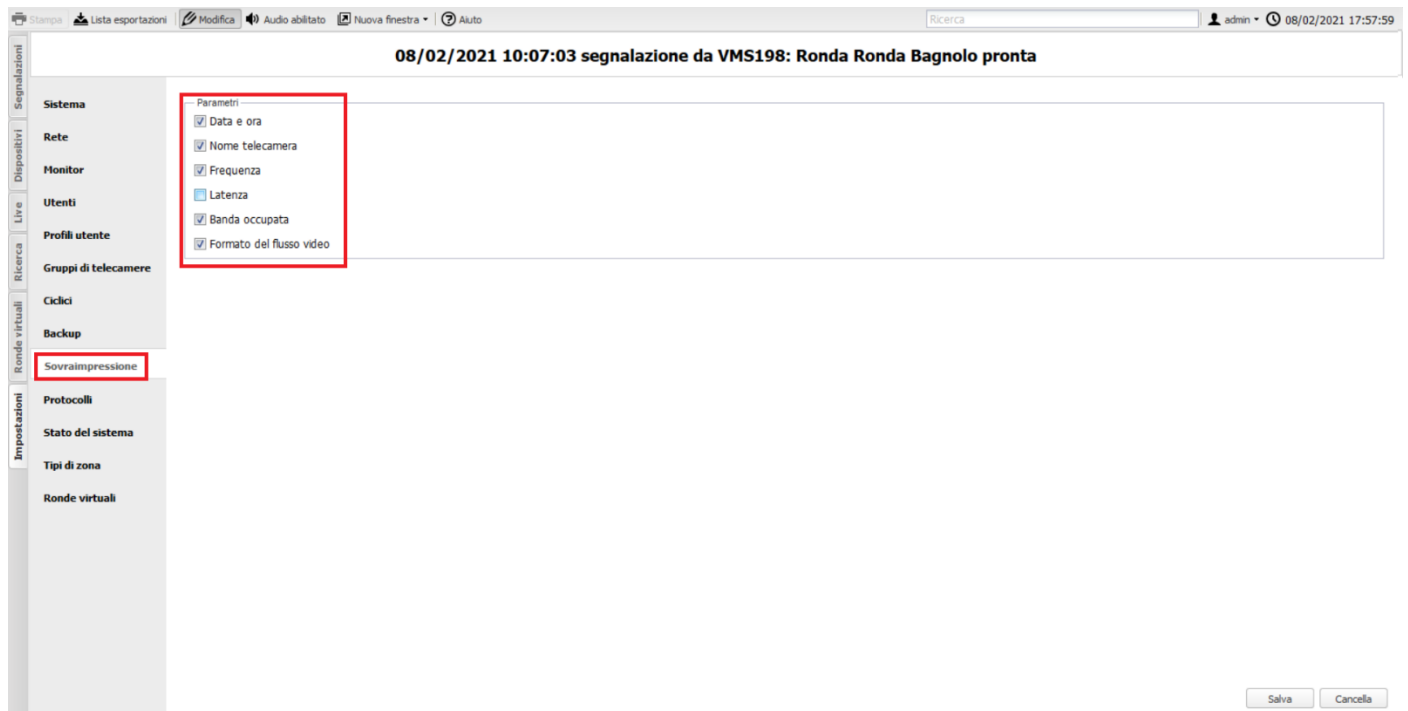 Stampa Lista esportazioni Modifica Audio abilitato Nuova finestra Aiuto Ricerca admin 08/02/2021 17:57:59
08/02/2021 10:07:03 segnalazione da VMS198: Ronda Ronda Bagnolo pronta
Segnalazioni
Dispositivi
Live
Ricerca
Ronde virtuali
Impostazioni
Sistema
Rete
Monitor
Utenti
Profili utente
Gruppi di telecamere
Ciclici
Backup
Sovraimpressione
Protocolli
Stato del sistema
Tipi di zona
Ronde virtuali
Parametri
Data e ora
Nome telecamera
Frequenza
Latenza
Banda occupata
Formato del flusso video
Salva Cancella